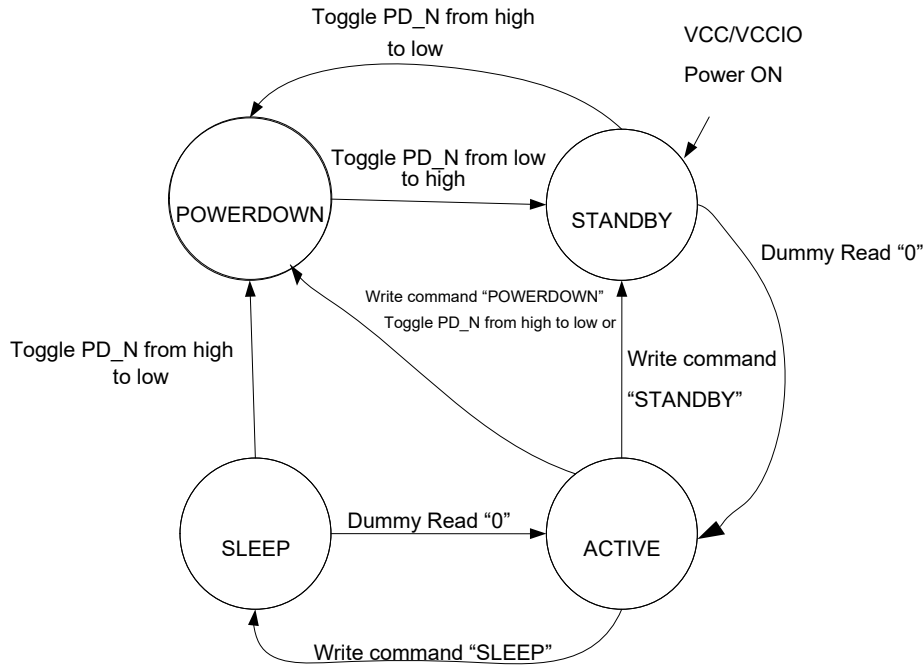 Toggle PD_N from high
to low
VCC/VCCIO
Power ON
Toggle PD_N from low
to high
POWERDOWN
STANDBY
Dummy Read “0”
Write command “POWERDOWN”
Toggle PD_N from high to low or
Toggle PD_N from high
to low
Write command
“STANDBY”
Dummy Read “0”
SLEEP
ACTIVE
Write command “SLEEP”